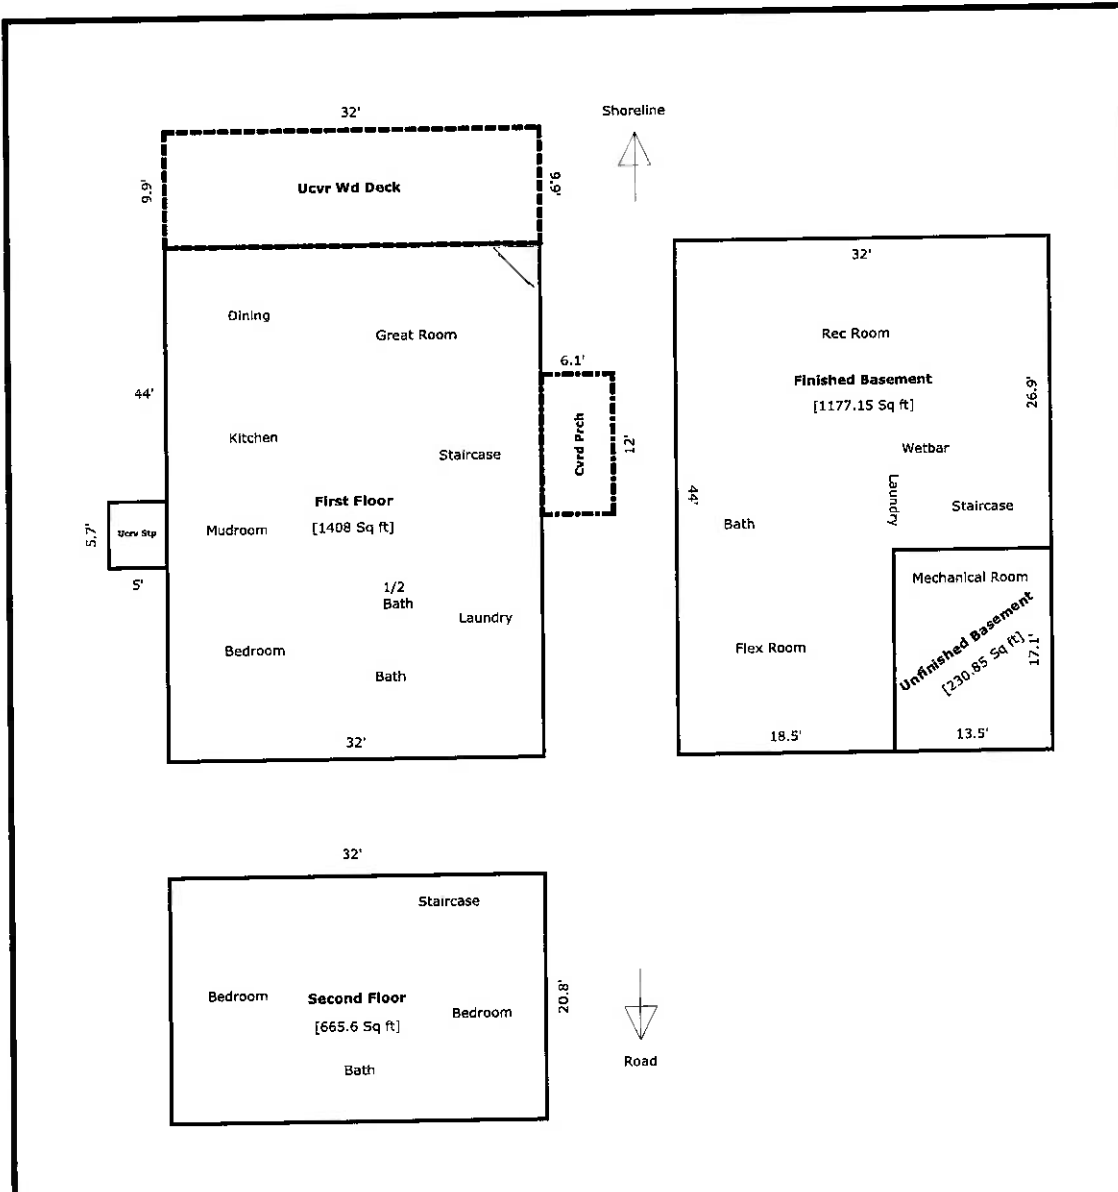 32'
Shoreline
9.9'
Ucvr Wd Deck
9.9'
Dining
Great Room
44'
6.1'
Cvrd Prch
12'
Kitchen
Staircase
First Floor
[1408 Sq ft]
5.7'
Ucrv Stp
5'
Mudroom
1/2
Bath
Laundry
Bedroom
Bath
32'
32'
Rec Room
Finished Basement
[1177.15 Sq ft]
26.9'
Wetbar
44'
Laundry
Staircase
Bath
Mechanical Room
Unfinished Basement
[230.85 Sq ft]
17.1'
Flex Room
18.5'
13.5'
32'
Staircase
Bedroom
Second Floor
[665.6 Sq ft]
Bedroom
20.8'
Bath
Road